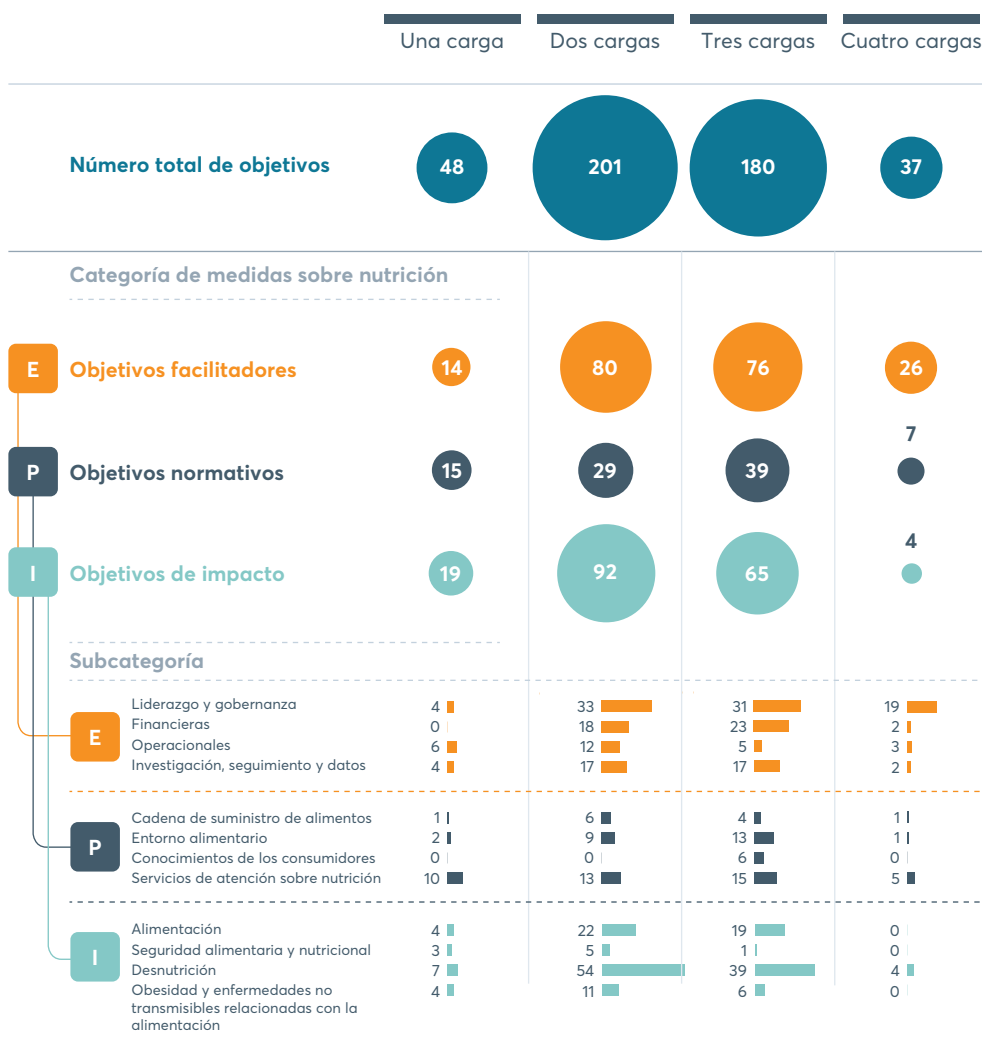 Una carga Dos cargas Tres cargas Cuatro cargas
Número total de objetivos 48 201 180 37
Categoría de medidas sobre nutrición
E Objetivos facilitadores 14 80 76 26
7
P Objetivos normativos 15 29 39
4
I Objetivos de impacto 19 92 65
Subcategoría
E
Liderazgo y gobernanza 4 33 31 19
Financieras 0 18 23 2
Operacionales 6 12 5 3
Investigación, seguimiento y datos 4 17 17 2
P
Cadena de suministro de alimentos 1 6 4 1
Entorno alimentario 2 9 13 1
Conocimientos de los consumidores 0 0 6 0
Servicios de atención sobre nutrición 10 13 15 5
I
Alimentación 4 22 19 0
Seguridad alimentaria y nutricional 3 5 1 0
Desnutrición 7 54 39 4
Obesidad y enfermedades no 4 11 6 0
transmisibles relacionadas con la
alimentación